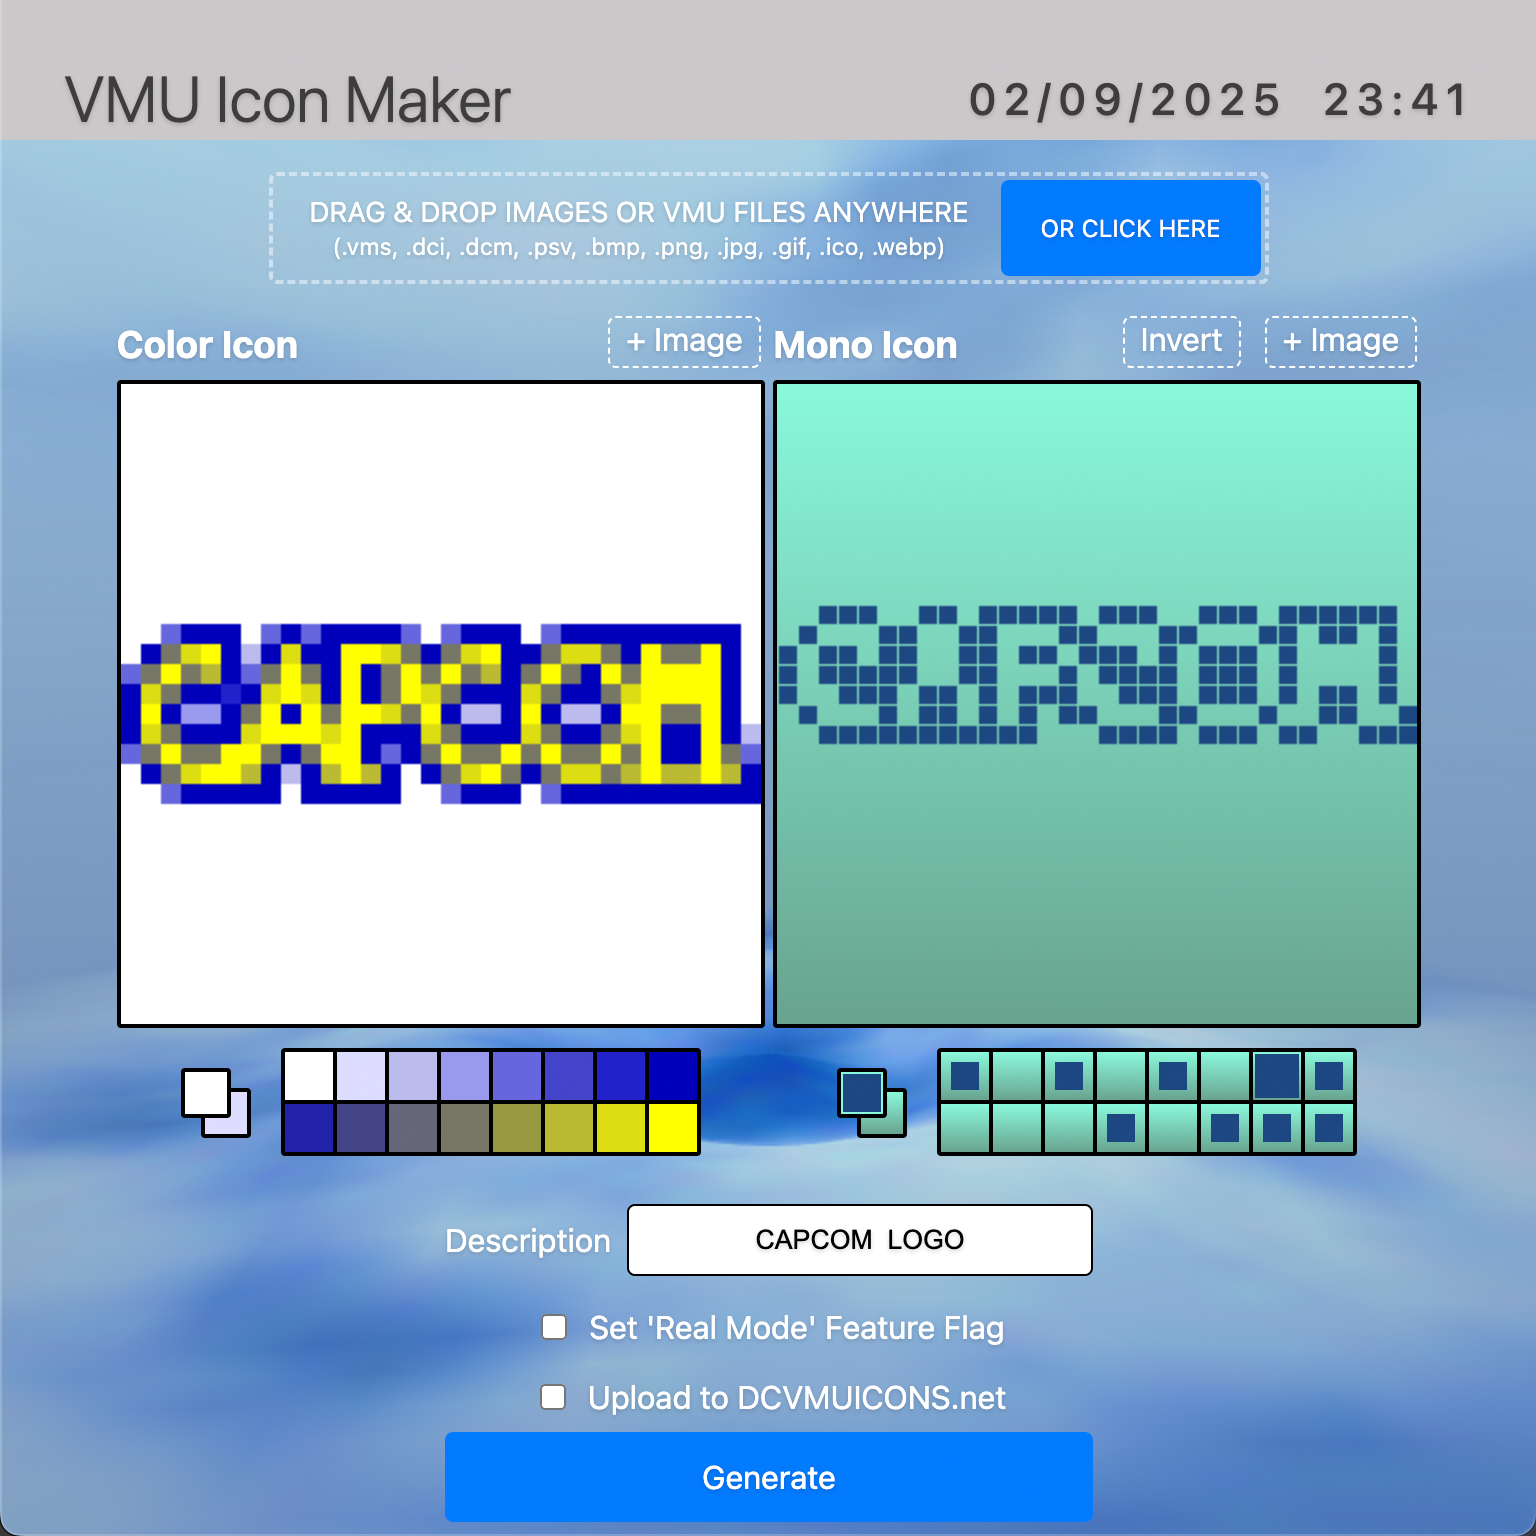 VMU Icon Maker
02/09/2025 23:41
DRAG & DROP IMAGES OR VMU FILES ANYWHERE
(.vms, .dci, .dcm, .psv, .bmp, .png, .jpg, .gif, .ico, .webp)
OR CLICK HERE
Color Icon
+ Image
Mono Icon
Invert
+ Image
CAPCOM
CAPCOM
Description
CAPCOM LOGO
Set 'Real Mode' Feature Flag
Upload to DCVMUICONS.net
Generate